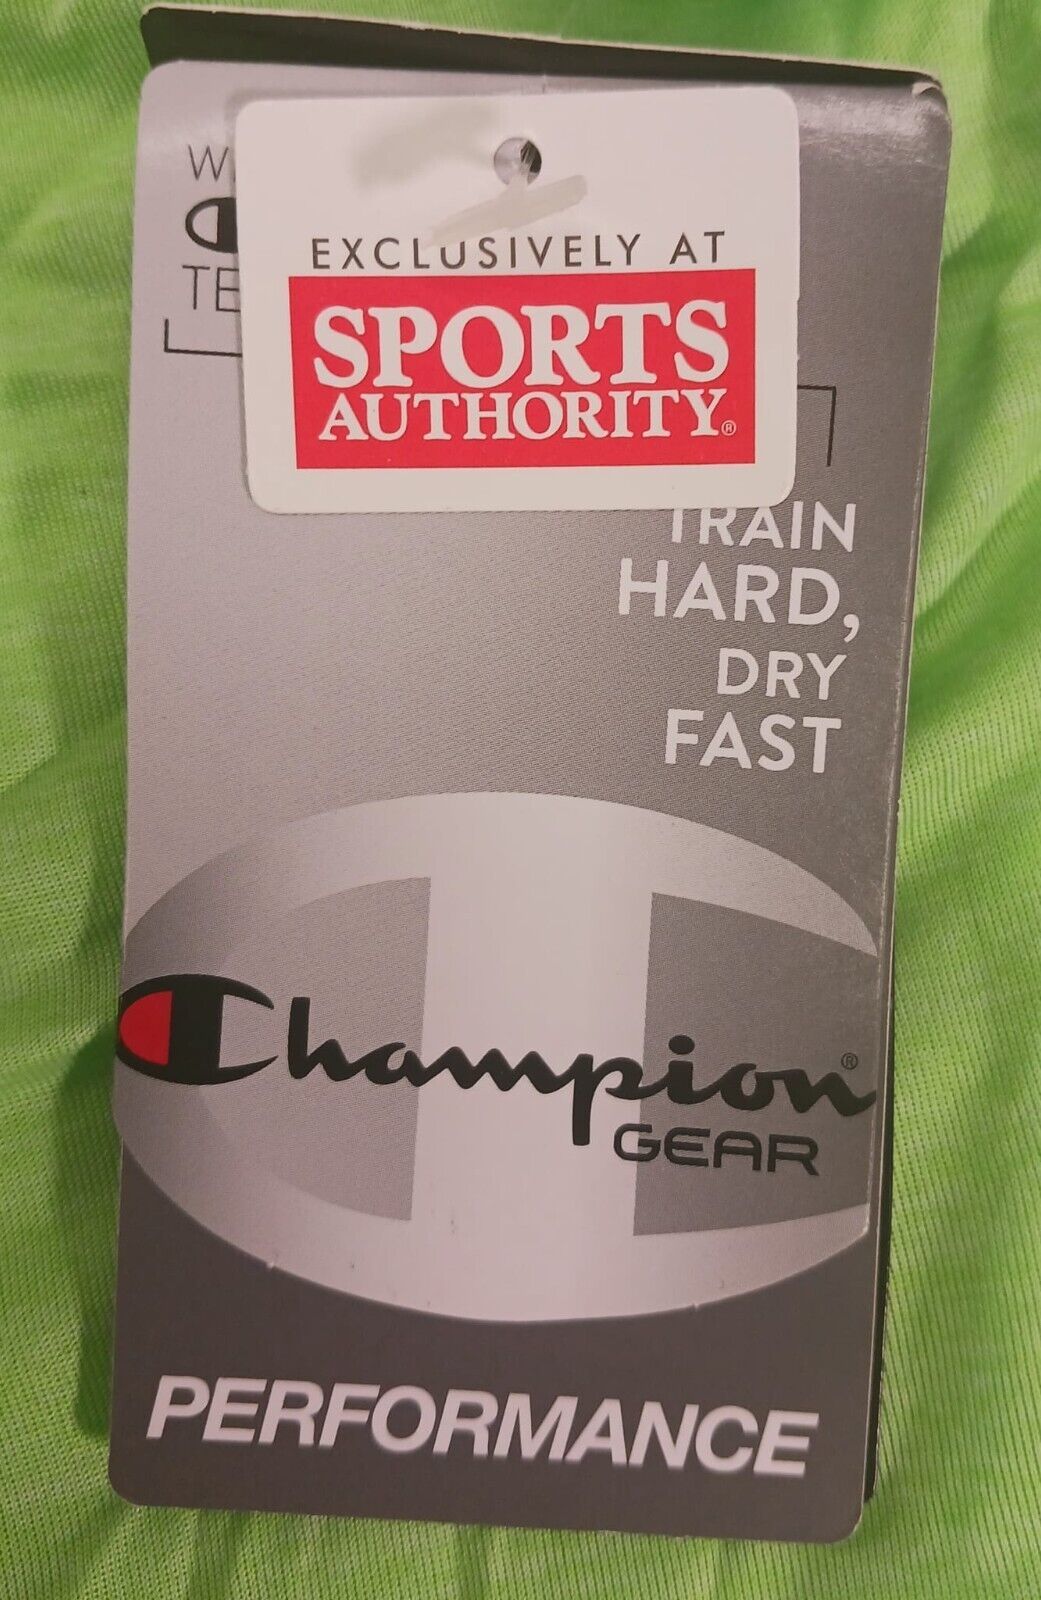 EXCLUSIVELY AT
SPORTS
AUTHORITY®
TRAIN
HARD,
DRY
FAST
Champion®
GEAR
PERFORMANCE